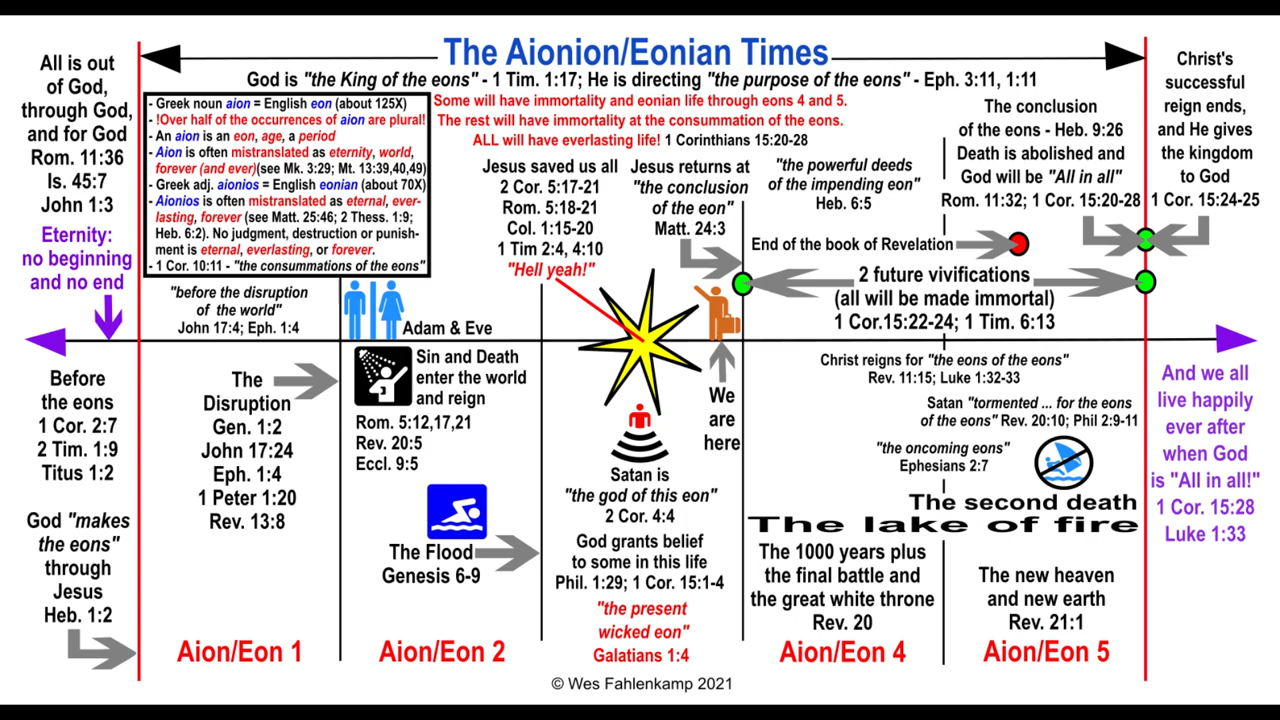 The Aionion/Eonian Times
God is "the King of the eons" - 1 Tim. 1:17; He is directing "the purpose of the eons" - Eph. 3:11, 1:11
All is out
of God,
through God,
and for God
Rom. 11:36
Is. 45:7
John 1:3
Eternity:
no beginning
and no end
Before
the eons
1 Cor. 2:7
2 Tim. 1:9
Titus 1:2
God "makes
the eons"
through
Jesus
Heb. 1:2
- Greek noun aion = English eon (about 125X)
- !Over half of the occurrences of aion are plural!
- An aion is an eon, age, a period
- Aion is often mistranslated as eternity, world,
forever (and ever)(see Mk. 3:29; Mt. 13:39,40,49)
- Greek adj. aionios = English eonian (about 70X)
- Aionios is often mistranslated as eternal, ever-
lasting, forever (see Matt. 25:46; 2 Thess. 1:9;
Heb. 6:2). No judgment, destruction or punish-
ment is eternal, everlasting, or forever.
- 1 Cor. 10:11 - "the consummations of the eons"
"before the disruption
of the world"
John 17:4; Eph. 1:4
The
Disruption
Gen. 1:2
John 17:24
Eph. 1:4
1 Peter 1:20
Rev. 13:8
Aion/Eon 1
Adam & Eve
Sin and Death
enter the world
and reign
Rom. 5:12,17,21
Rev. 20:5
Eccl. 9:5
The Flood
Genesis 6-9
Aion/Eon 2
Some will have immortality and eonian life through eons 4 and 5.
The rest will have immortality at the consummation of the eons.
ALL will have everlasting life! 1 Corinthians 15:20-28
Jesus saved us all
2 Cor. 5:17-21
Rom. 5:18-21
Col. 1:15-20
1 Tim 2:4, 4:10
"Hell yeah!"
Jesus returns at
"the conclusion
of the eon"
Matt. 24:3
We
are
here
Satan is
"the god of this eon"
2 Cor. 4:4
God grants belief
to some in this life
Phil. 1:29; 1 Cor. 15:1-4
"the present
wicked eon"
Galatians 1:4
"the powerful deeds
of the impending eon"
Heb. 6:5
The conclusion
of the eons - Heb. 9:26
Death is abolished and
God will be "All in all"
Rom. 11:32; 1 Cor. 15:20-28
End of the book of Revelation
2 future vivifications
(all will be made immortal)
1 Cor.15:22-24; 1 Tim. 6:13
Christ reigns for "the eons of the eons"
Rev. 11:15; Luke 1:32-33
Satan "tormented ... for the eons
of the eons" Rev. 20:10; Phil 2:9-11
"the oncoming eons"
Ephesians 2:7
The second death
The lake of fire
The 1000 years plus
the final battle and
the great white throne
Rev. 20
Aion/Eon 4
The new heaven
and new earth
Rev. 21:1
Aion/Eon 5
Christ's
successful
reign ends,
and He gives
the kingdom
to God
1 Cor. 15:24-25
And we all
live happily
ever after
when God
is "All in all!"
1 Cor. 15:28
Luke 1:33
© Wes Fahlenkamp 2021